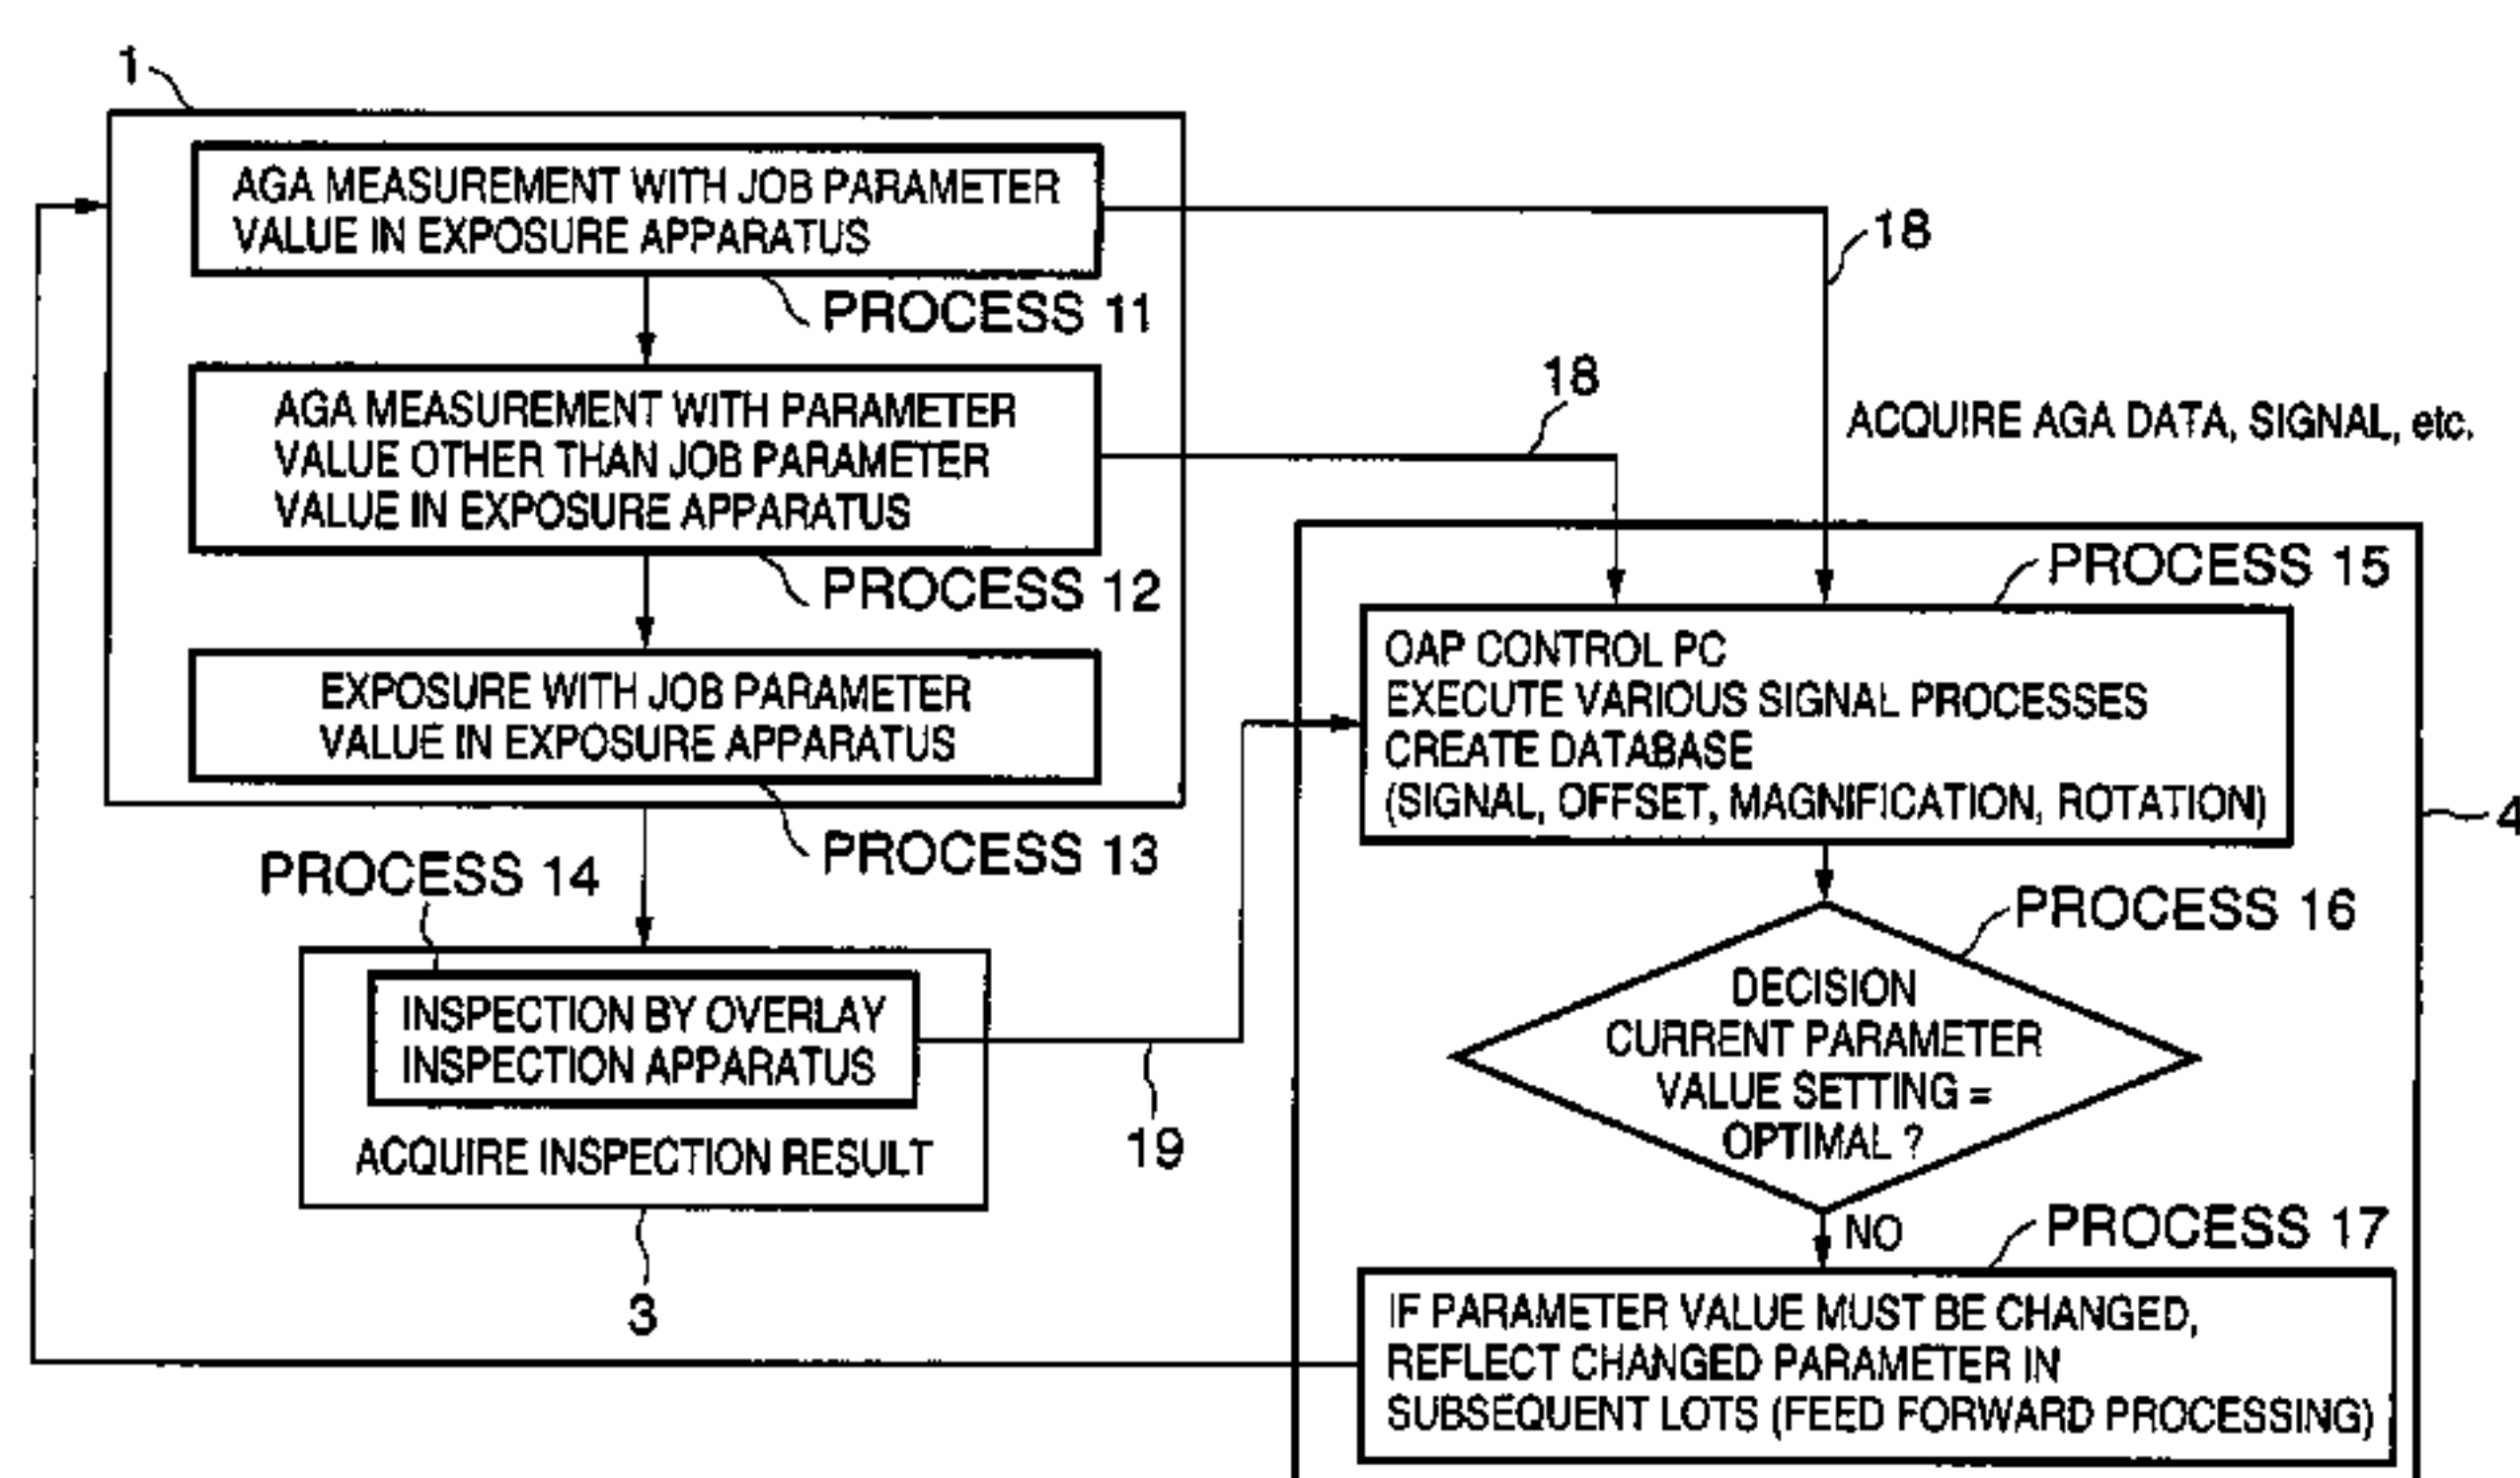 1
AGA MEASUREMENT WITH JOB PARAMETER
VALUE IN EXPOSURE APPARATUS
PROCESS 11
18
AGA MEASUREMENT WITH PARAMETER
VALUE OTHER THAN JOB PARAMETER
VALUE IN EXPOSURE APPARATUS
PROCESS 12
18
ACQUIRE AGA DATA, SIGNAL, etc.
EXPOSURE WITH JOB PARAMETER
VALUE IN EXPOSURE APPARATUS
PROCESS 13
PROCESS 14
INSPECTION BY OVERLAY
INSPECTION APPARATUS
ACQUIRE INSPECTION RESULT
3
19
PROCESS 15
OAP CONTROL PC
EXECUTE VARIOUS SIGNAL PROCESSES
CREATE DATABASE
(SIGNAL, OFFSET, MAGNIFICATION, ROTATION)
4
PROCESS 16
DECISION
CURRENT PARAMETER
VALUE SETTING =
OPTIMAL ?
NO
PROCESS 17
IF PARAMETER VALUE MUST BE CHANGED,
REFLECT CHANGED PARAMETER IN
SUBSEQUENT LOTS (FEED FORWARD PROCESSING)